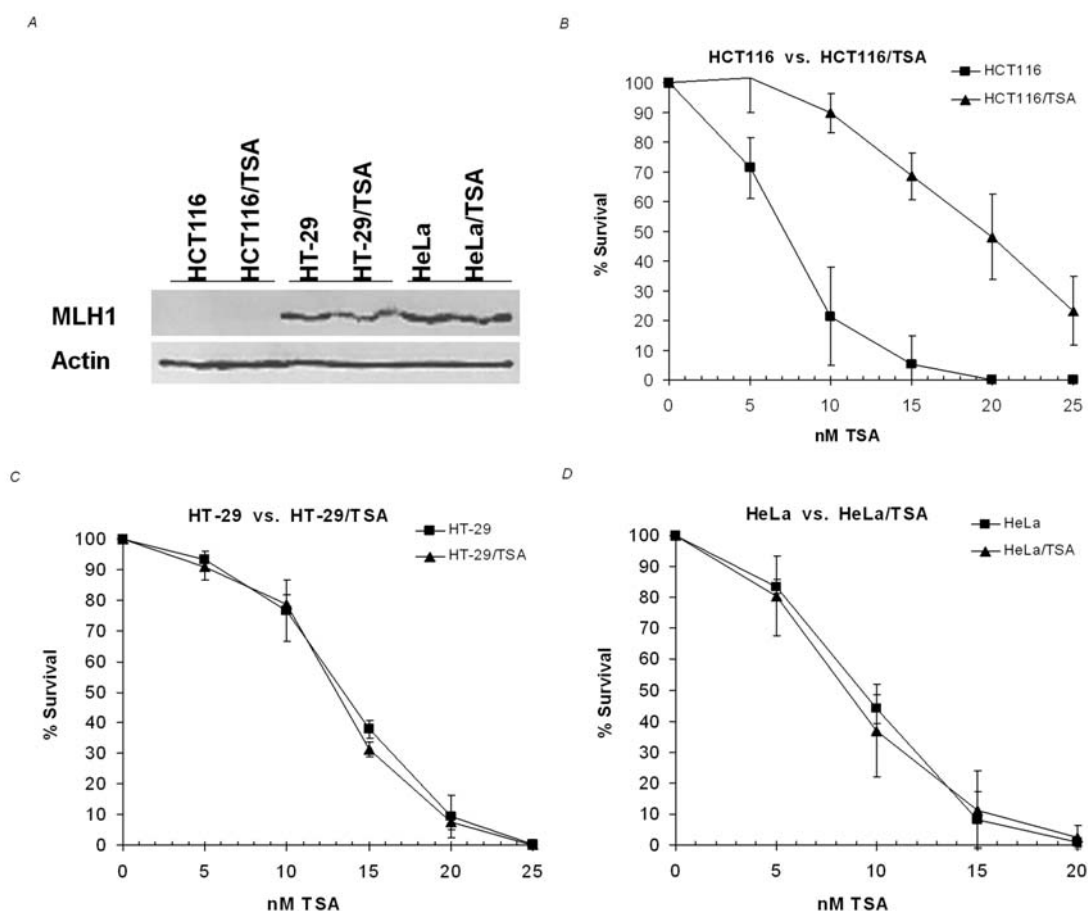 A
HCT116
HCT116/TSA
HT-29
HT-29/TSA
HeLa
HeLa/TSA
MLH1
Actin
B
HCT116 vs. HCT116/TSA
HCT116
HCT116/TSA
% Survival
100
90
80
70
60
50
40
30
20
10
0
0 5 10 15 20 25
nM TSA
C
HT-29 vs. HT-29/TSA
HT-29
HT-29/TSA
% Survival
100
90
80
70
60
50
40
30
20
10
0
0 5 10 15 20 25
nM TSA
D
HeLa vs. HeLa/TSA
HeLa
HeLa/TSA
% Survival
100
90
80
70
60
50
40
30
20
10
0
0 5 10 15 20
nM TSA